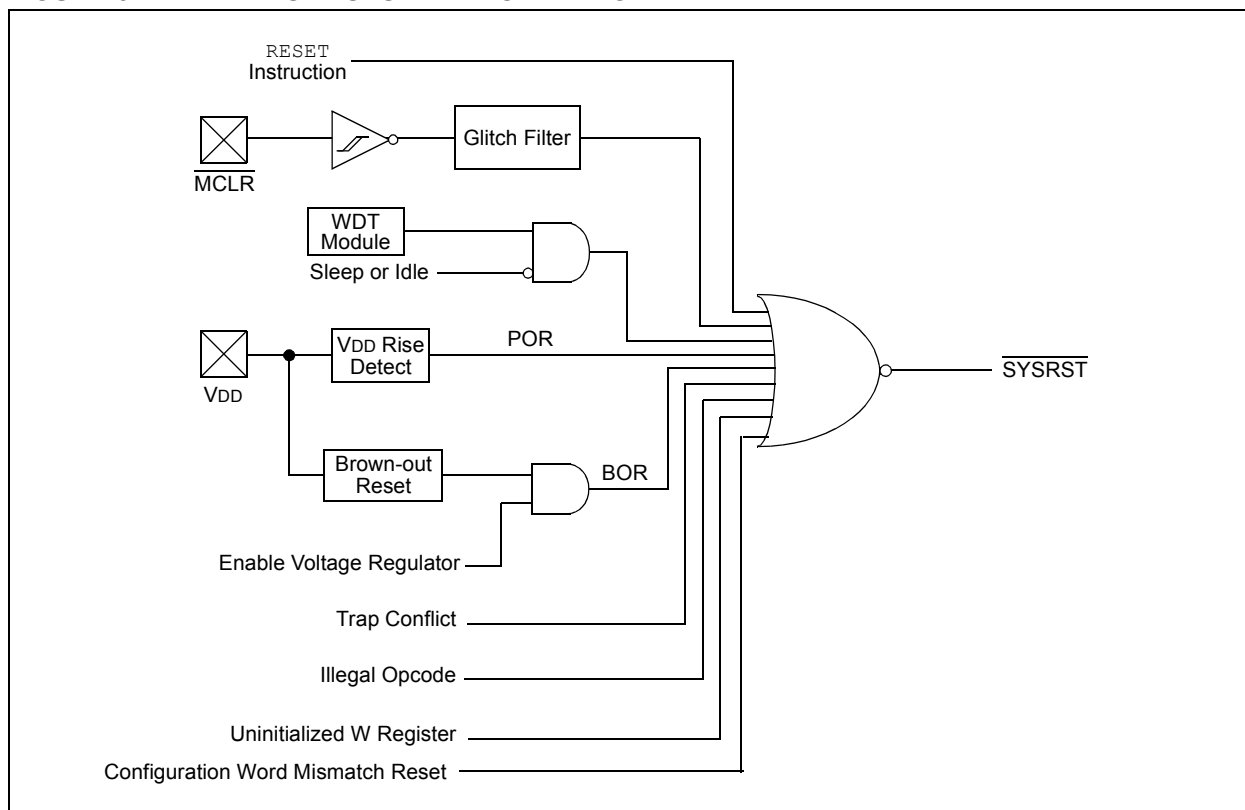 RESET
Instruction
MCLR
Glitch Filter
WDT
Module
Sleep or Idle
VDD
VDD Rise
Detect
POR
Brown-out
Reset
BOR
Enable Voltage Regulator
Trap Conflict
Illegal Opcode
Uninitialized W Register
Configuration Word Mismatch Reset
SYSRST